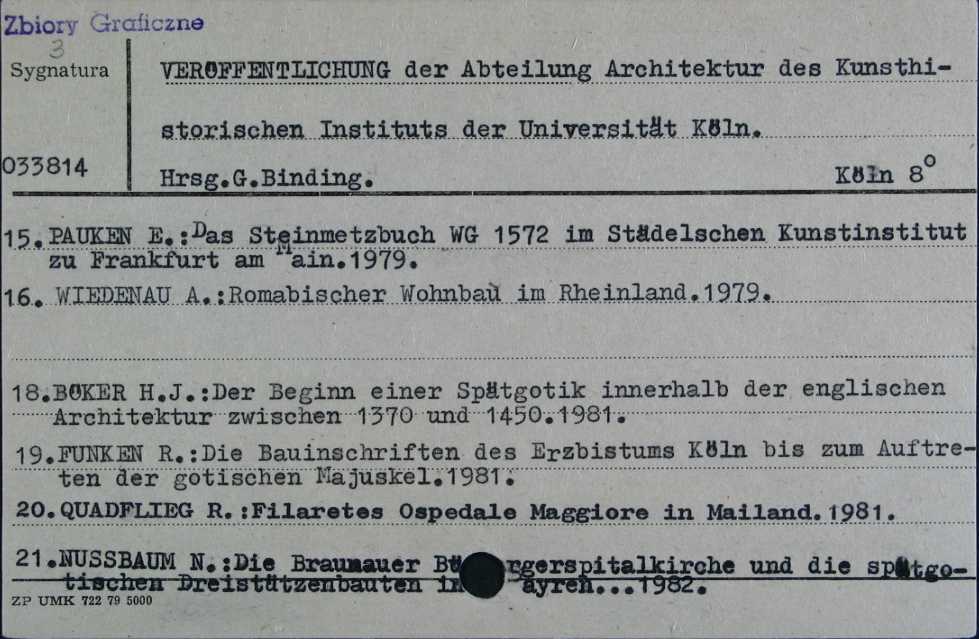 Zbiory Graficzne
3
Sygnatura
VERÖFFENTLICHUNG der Abteilung Architektur des Kunsthi-
storischen Instituts der Universität Köln.
033814
Hrsg.G.Binding. Köln 8°
15. PAUKEN E.:Das Steinmetzbuch WG 1572 im Städelschen Kunstinstitut
zu Frankfurt am Main.1979.
16. WIEDENAU A.:Romabischer Wohnbau im Rheinland.1979.
18.BÖKER H.J.:Der Beginn einer Spätgotik innerhalb der englischen
Architektur zwischen 1370 und 1450.1981.
19.FUNKEN R.:Die Bauinschriften des Erzbistums Köln bis zum Auftre-
ten der gotischen Majuskel.1981.
20.QUADFLIEG R.:Filaretes Ospedale Maggiore in Mailand.1981.
21.NUSSBAUM N.:Die Braunauer Bü rgerspitalkirche und die spätgo-
tischen Dreistützenbauten in ayren...1982.
ZP UMK 722 79 5000